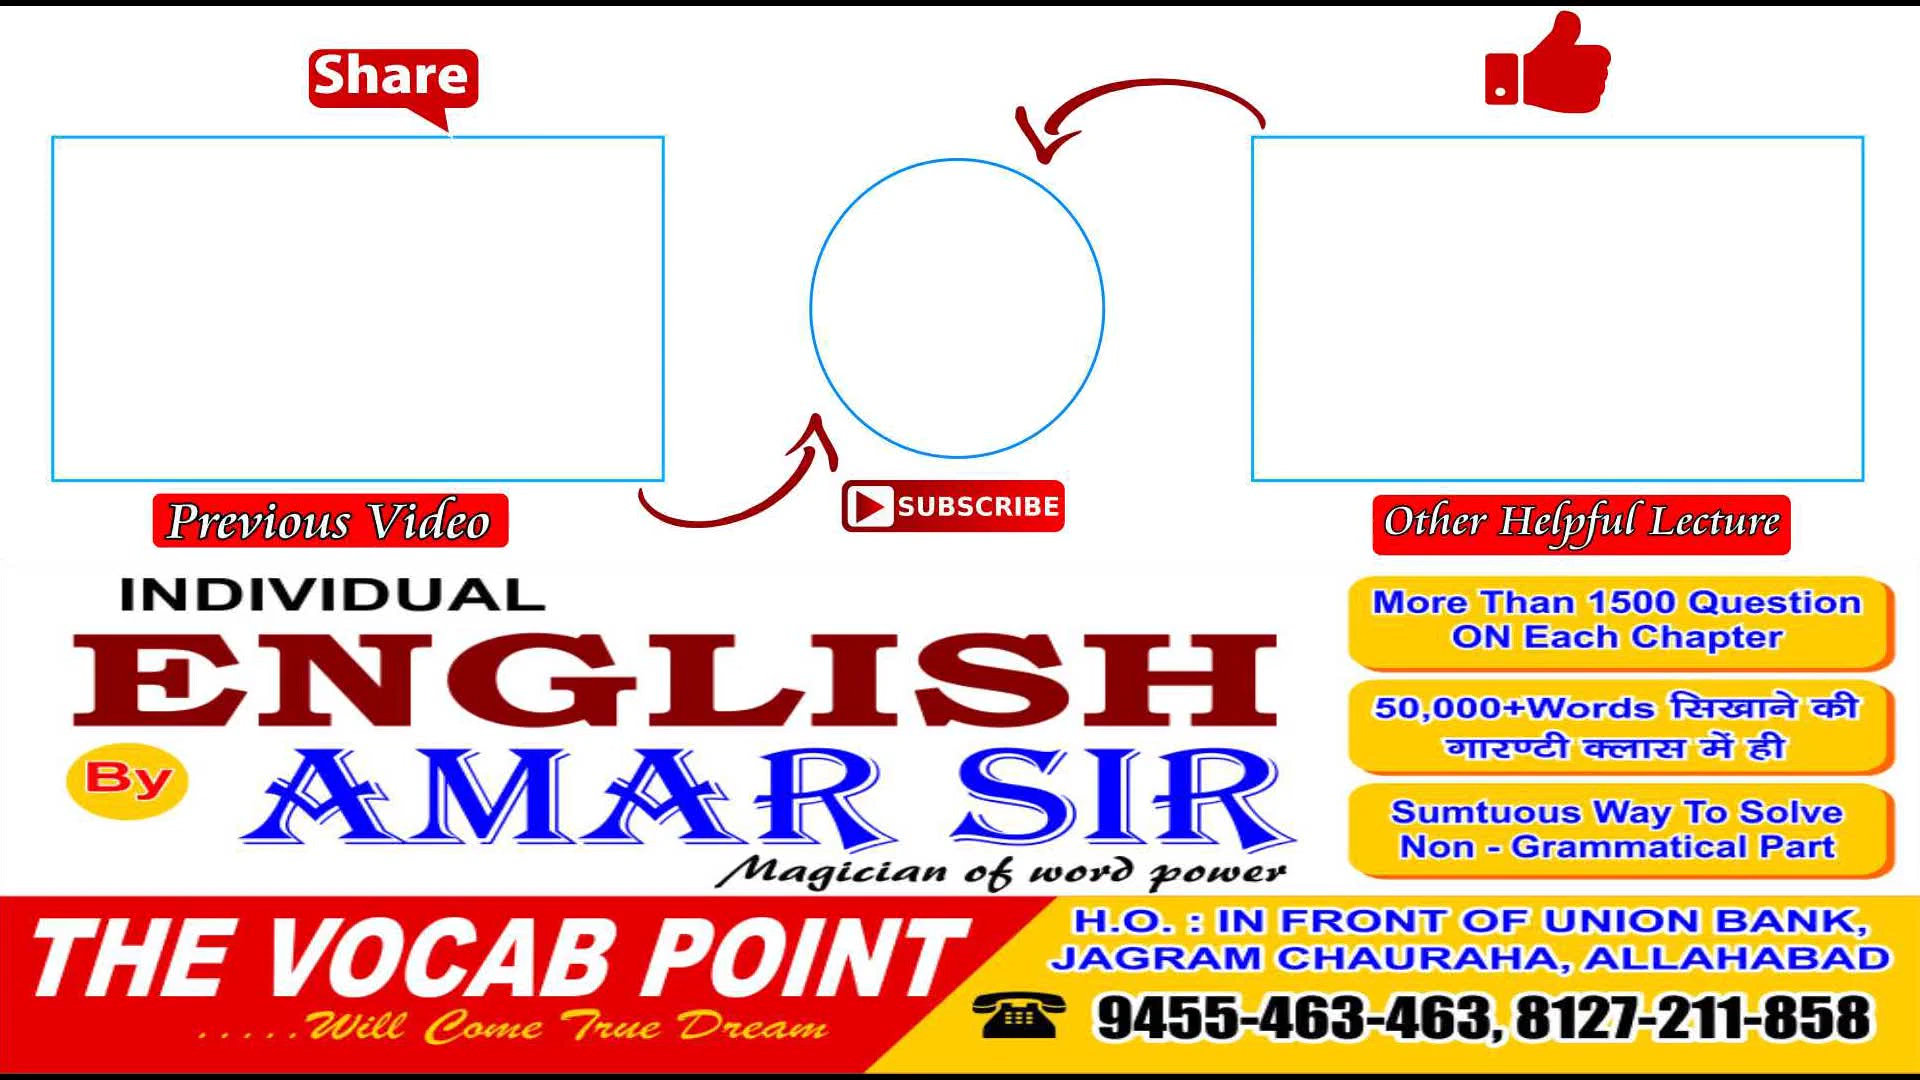 Share
Previous Video
SUBSCRIBE
Other Helpful Lecture
INDIVIDUAL
ENGLISH
By AMAR SIR
Magician of word power
More Than 1500 Question
ON Each Chapter
50,000+Words सिखाने की
गारण्टी क्लास में ही
Sumtuous Way To Solve
Non - Grammatical Part
THE VOCAB POINT
.....Will Come True Dream
H.O. : IN FRONT OF UNION BANK,
JAGRAM CHAURAHA, ALLAHABAD
9455-463-463, 8127-211-858